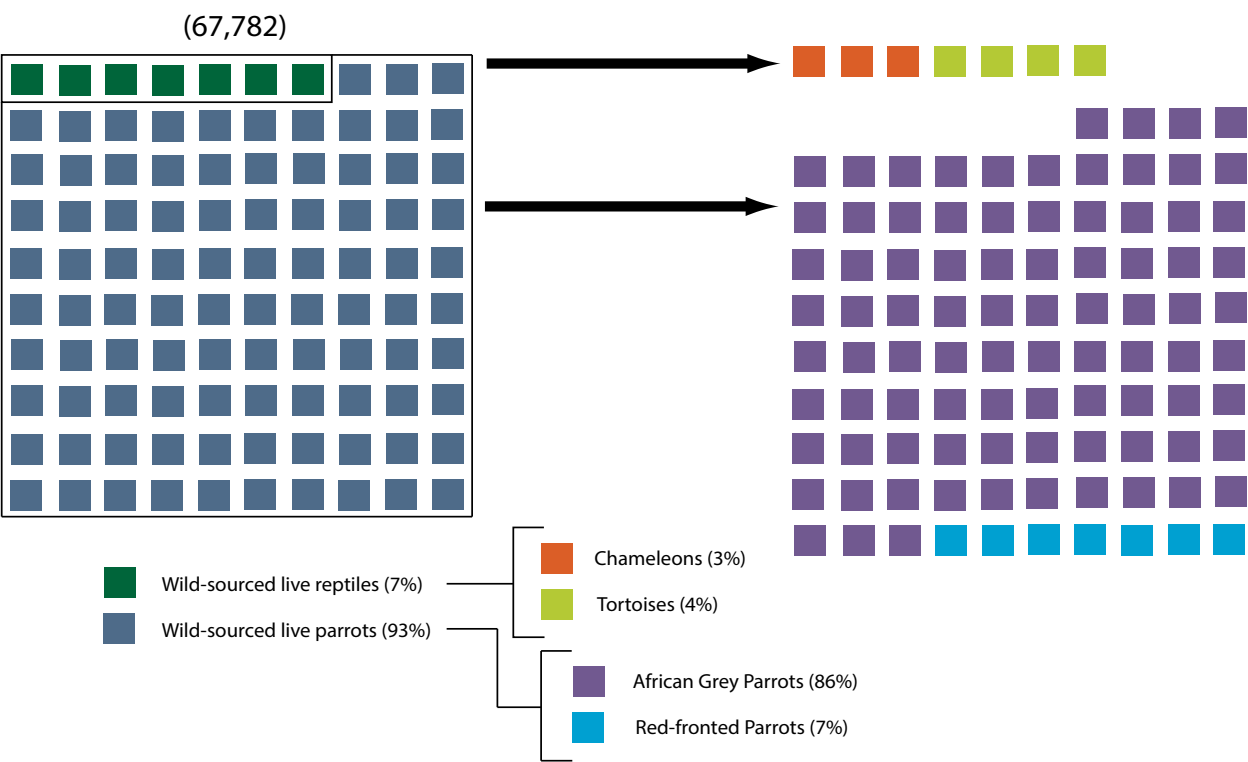 (67,782)
Wild-sourced live reptiles (7%)
Wild-sourced live parrots (93%)
Chameleons (3%)
Tortoises (4%)
African Grey Parrots (86%)
Red-fronted Parrots (7%)